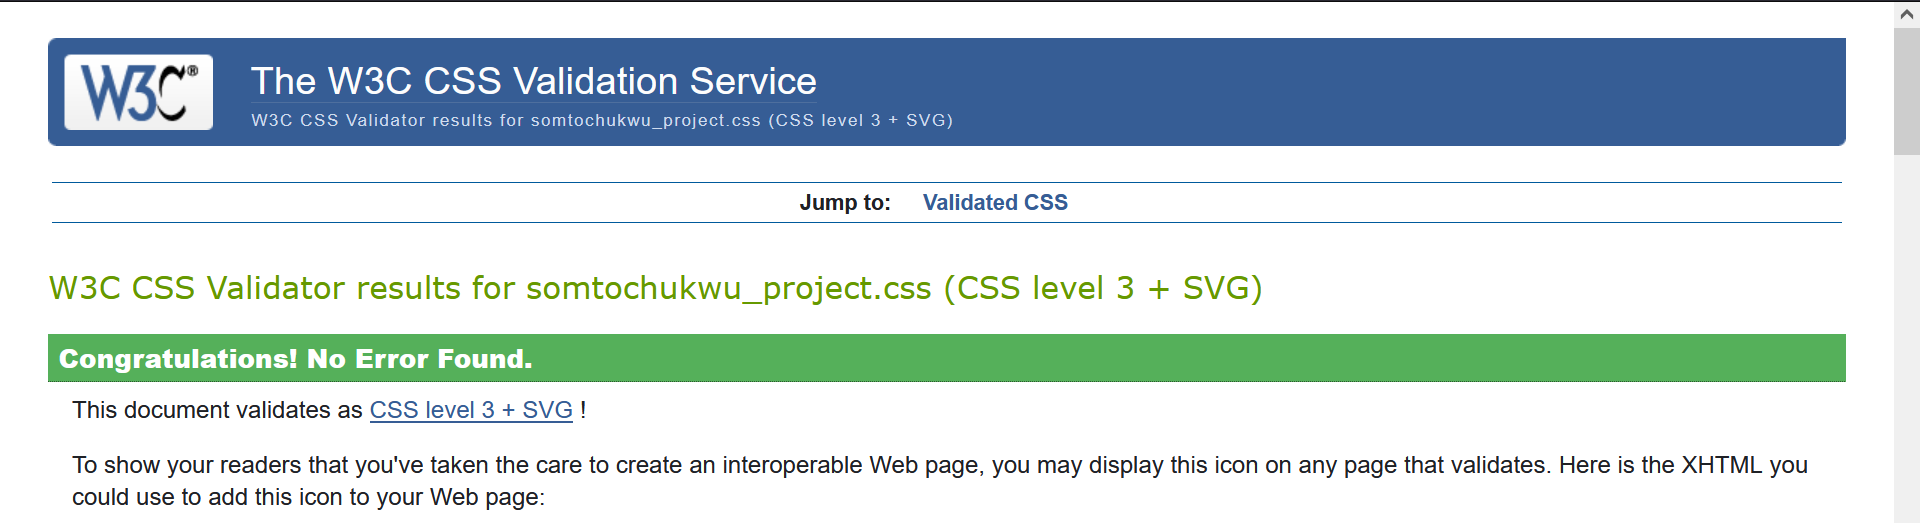 W3C®
The W3C CSS Validation Service
W3C CSS Validator results for somtochukwu_project.css (CSS level 3 + SVG)
Jump to: Validated CSS
W3C CSS Validator results for somtochukwu_project.css (CSS level 3 + SVG)
Congratulations! No Error Found.
This document validates as CSS level 3 + SVG !
To show your readers that you've taken the care to create an interoperable Web page, you may display this icon on any page that validates. Here is the XHTML you
could use to add this icon to your Web page: